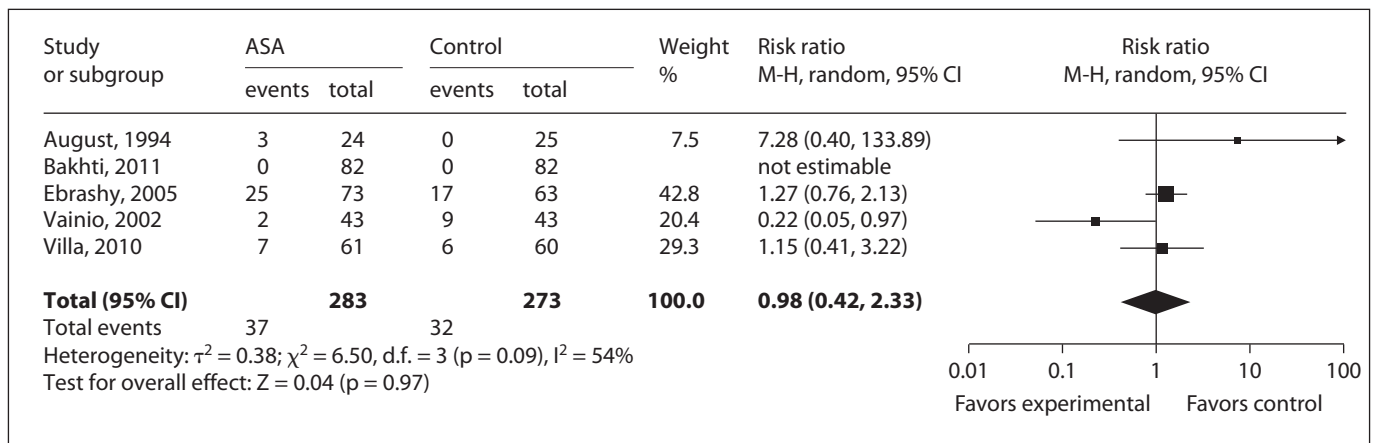 Study ASA Control Weight Risk ratio Risk ratio
or subgroup % M-H, random, 95% CI M-H, random, 95% CI
events total events total
August, 1994 3 24 0 25 7.5 7.28 (0.40, 133.89)
Bakhti, 2011 0 82 0 82 not estimable
Ebrashy, 2005 25 73 17 63 42.8 1.27 (0.76, 2.13)
Vainio, 2002 2 43 9 43 20.4 0.22 (0.05, 0.97)
Villa, 2010 7 61 6 60 29.3 1.15 (0.41, 3.22)
Total (95% CI) 283 273 100.0 0.98 (0.42, 2.33)
Total events 37 32
Heterogeneity: τ² = 0.38; χ² = 6.50, d.f. = 3 (p = 0.09), I² = 54%
Test for overall effect: Z = 0.04 (p = 0.97)
0.01 0.1 1 10 100
Favors experimental Favors control